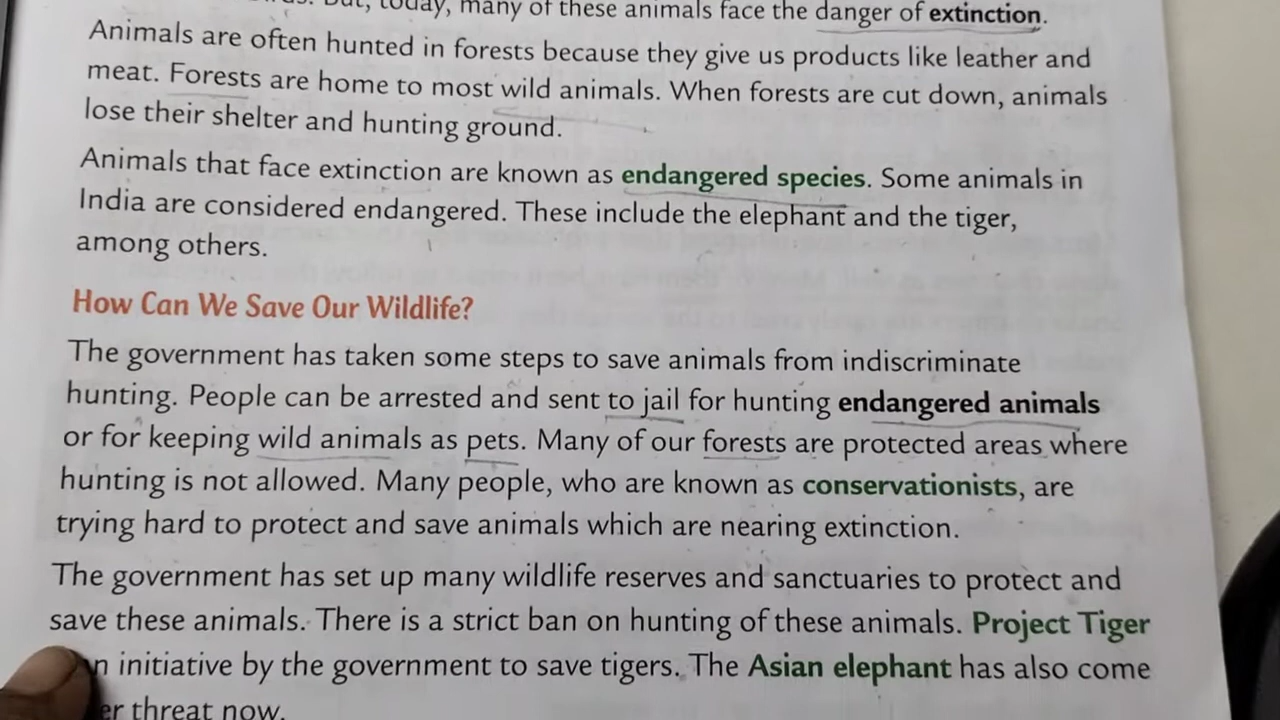 But, today, many of these animals face the danger of extinction.
Animals are often hunted in forests because they give us products like leather and
meat. Forests are home to most wild animals. When forests are cut down, animals
lose their shelter and hunting ground.
Animals that face extinction are known as endangered species. Some animals in
India are considered endangered. These include the elephant and the tiger,
among others.
How Can We Save Our Wildlife?
The government has taken some steps to save animals from indiscriminate
hunting. People can be arrested and sent to jail for hunting endangered animals
or for keeping wild animals as pets. Many of our forests are protected areas where
hunting is not allowed. Many people, who are known as conservationists, are
trying hard to protect and save animals which are nearing extinction.
The government has set up many wildlife reserves and sanctuaries to protect and
save these animals. There is a strict ban on hunting of these animals. Project Tiger
initiative by the government to save tigers. The Asian elephant has also come
threat now.